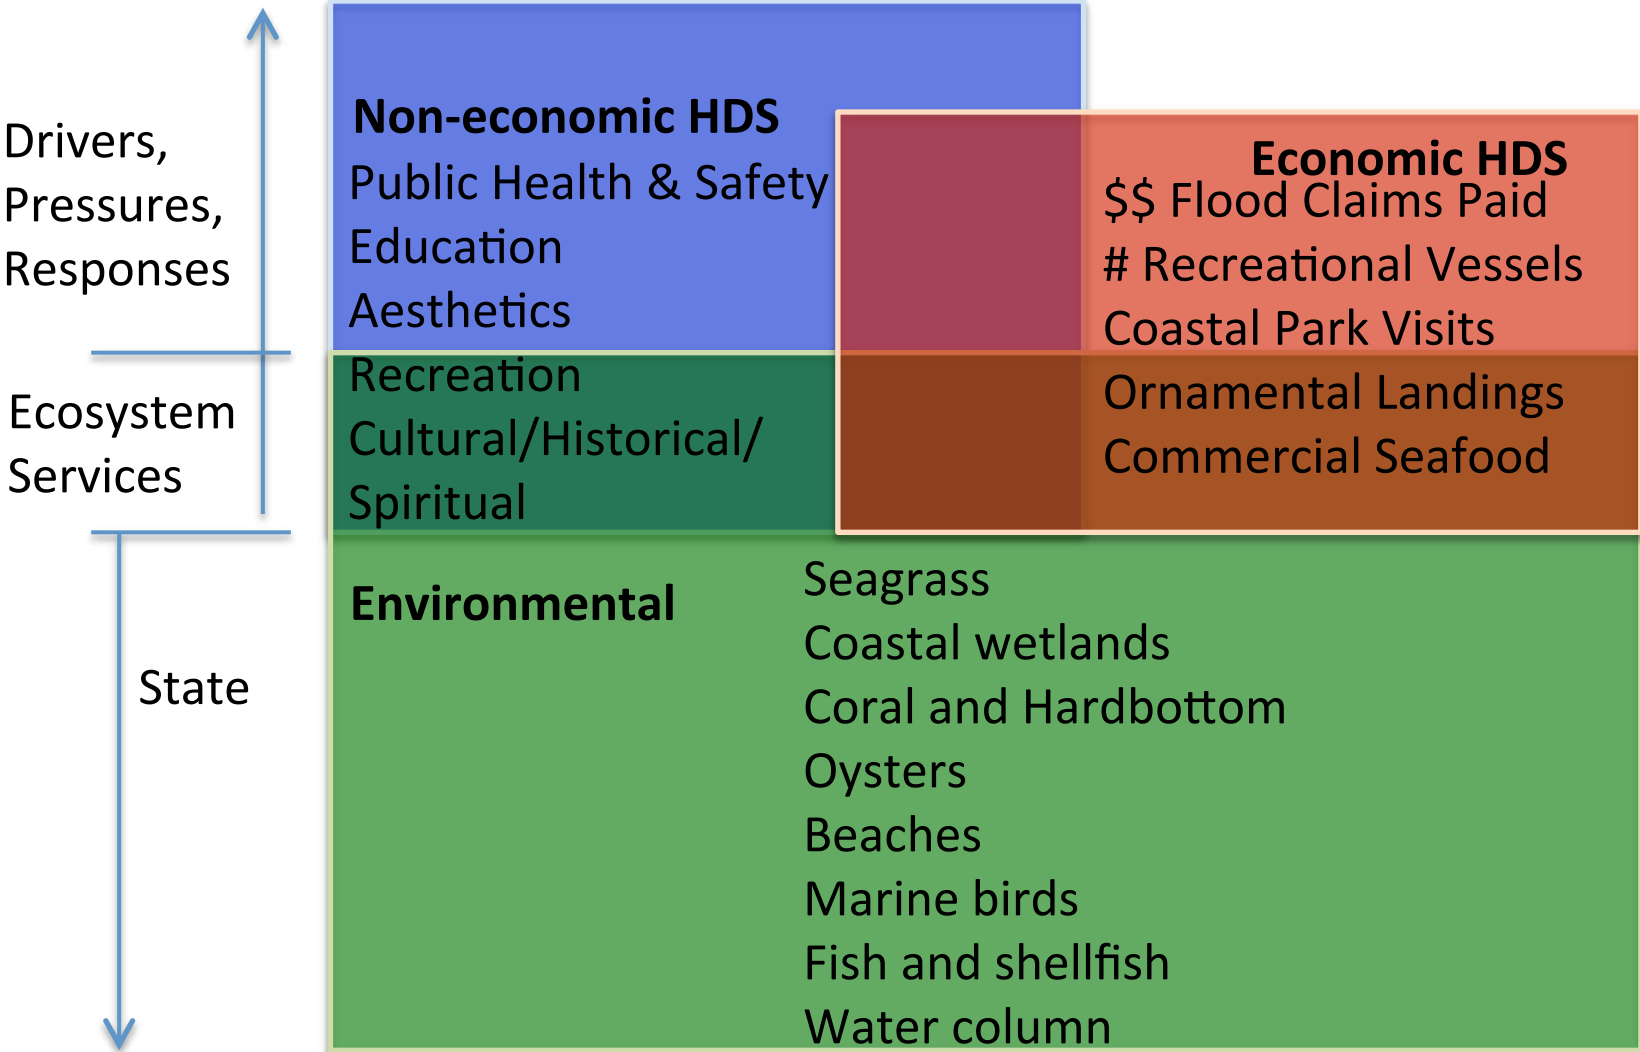 Drivers,
Pressures,
Responses
Ecosystem
Services
State
Non-economic HDS
Public Health & Safety
Education
Aesthetics
Recreation
Cultural/Historical/
Spiritual
Economic HDS
$$ Flood Claims Paid
# Recreational Vessels
Coastal Park Visits
Ornamental Landings
Commercial Seafood
Environmental
Seagrass
Coastal wetlands
Coral and Hardbottom
Oysters
Beaches
Marine birds
Fish and shellfish
Water column